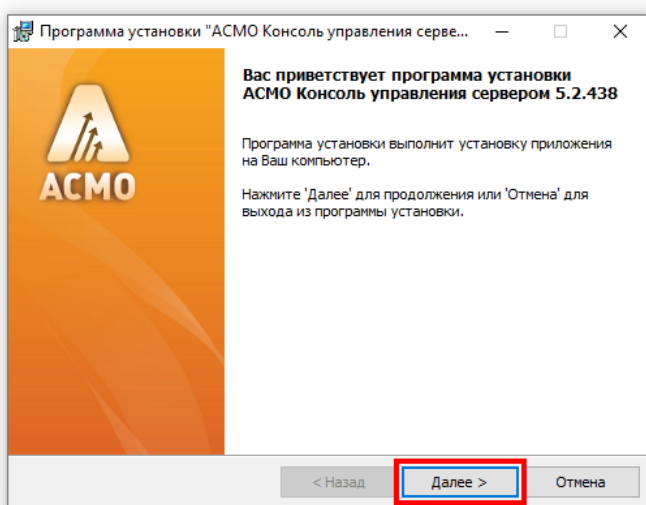 Программа установки "АСМО Консоль управления серве...
Вас приветствует программа установки
АСМО Консоль управления сервером 5.2.438
АСМО
Программа установки выполнит установку приложения
на Ваш компьютер.
Нажмите 'Далее' для продолжения или 'Отмена' для
выхода из программы установки.
< Назад
Далее >
Отмена